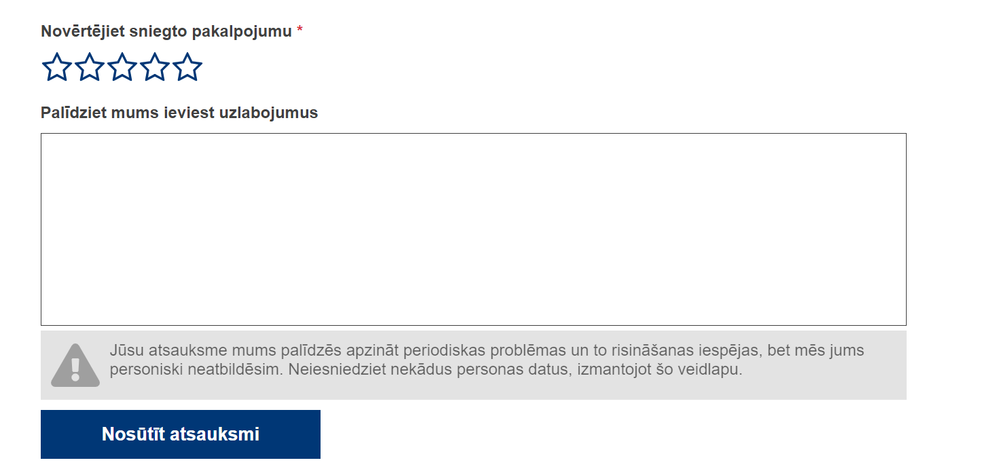 Novērtējiet sniegto pakalpojumu *
Palīdziet mums ieviest uzlabojumus
Jūsu atsauksme mums palīdzēs apzināt periodiskas problēmas un to risināšanas iespējas, bet mēs jums
personiski neatbildēsim. Neiesniedziet nekādus personas datus, izmantojot šo veidlapu.
Nosūtīt atsauksmi